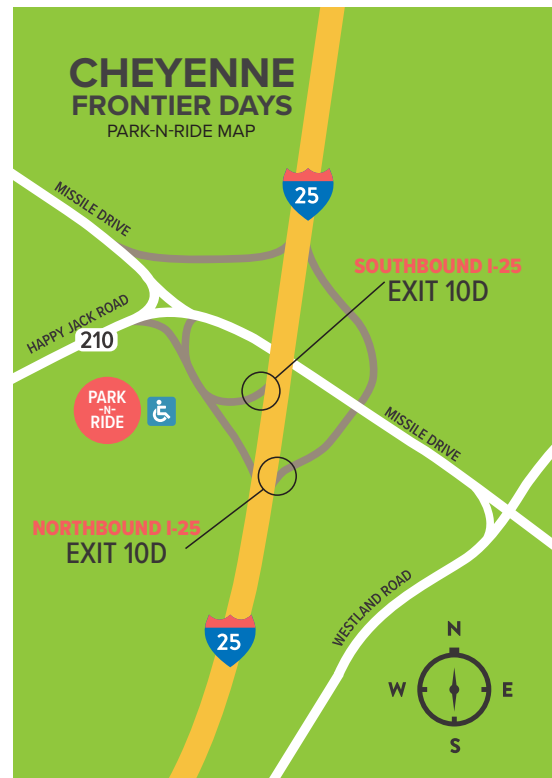 CHEYENNE
FRONTIER DAYS
PARK-N-RIDE MAP
25
MISSILE DRIVE
SOUTHBOUND I-25
EXIT 10D
HAPPY JACK ROAD
210
PARK
-N-
RIDE
MISSILE DRIVE
NORTHBOUND I-25
EXIT 10D
WESTLAND ROAD
25
N
W
E
S